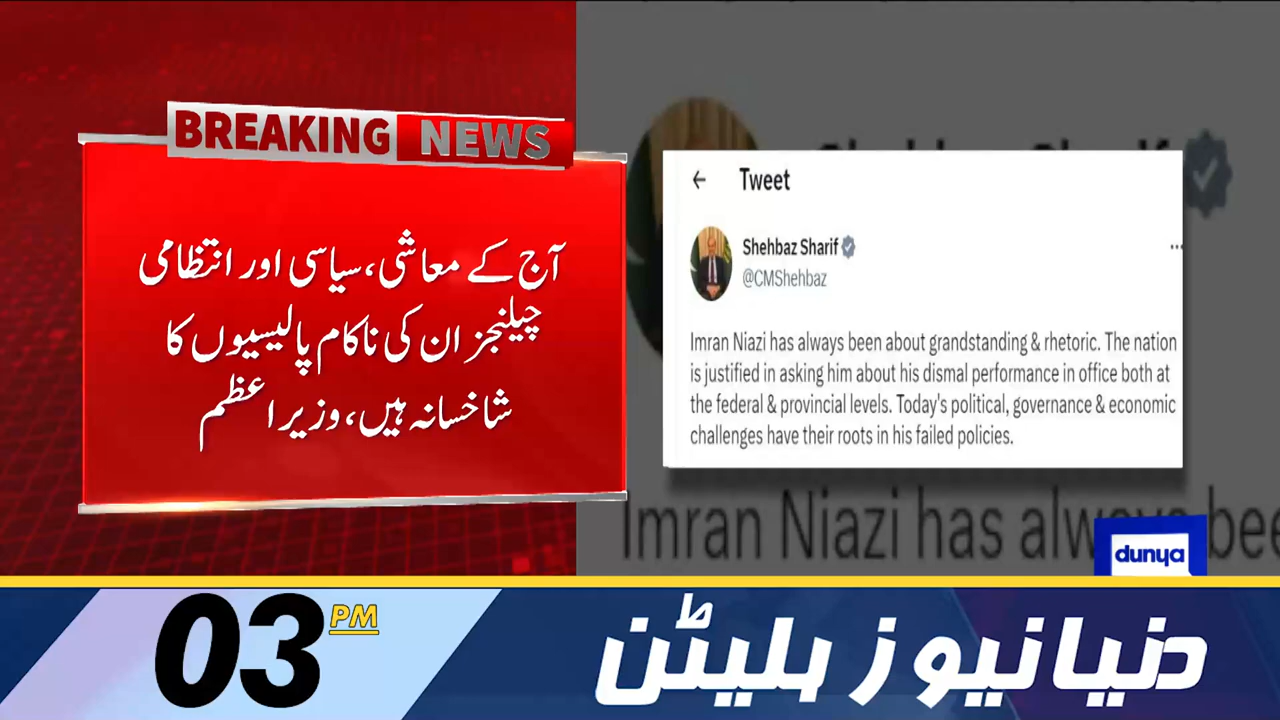 BREAKING NEWS
آج کے معاشی، سیاسی اور انتظامی
چیلنجز ان کی ناکام پالیسیوں کا
شاخسانہ ہیں، وزیراعظم
Tweet
Shehbaz Sharif
@CMShehbaz
Imran Niazi has always been about grandstanding & rhetoric. The nation
is justified in asking him about his dismal performance in office both at
the federal & provincial levels. Today's political, governance & economic
challenges have their roots in his failed policies.
Imran Niazi has always bee
dunya
03 PM
دنیا نیوز بلیٹن